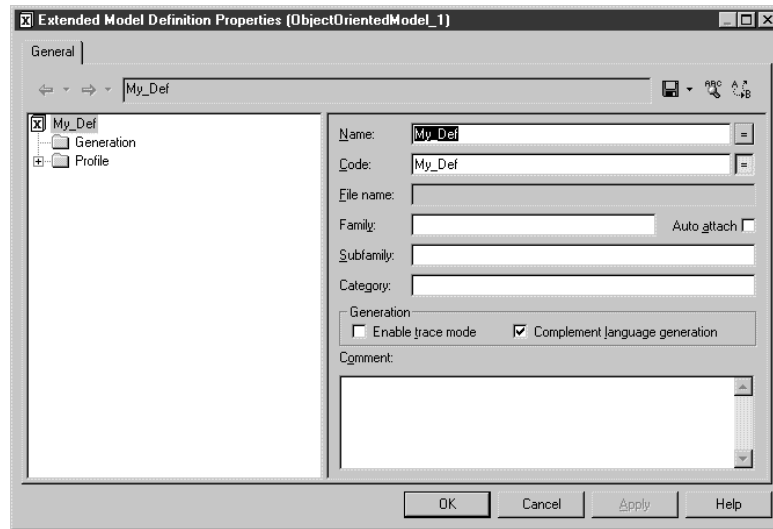 Extended Model Definition Properties (ObjectOrientedModel_1)
General
My_Def
My_Def
Generation
Profile
Name: My_Def =
Code: My_Def =
File name:
Family: Auto attach
Subfamily:
Category:
Generation
Enable trace mode Complement language generation
Comment:
OK Cancel Apply Help